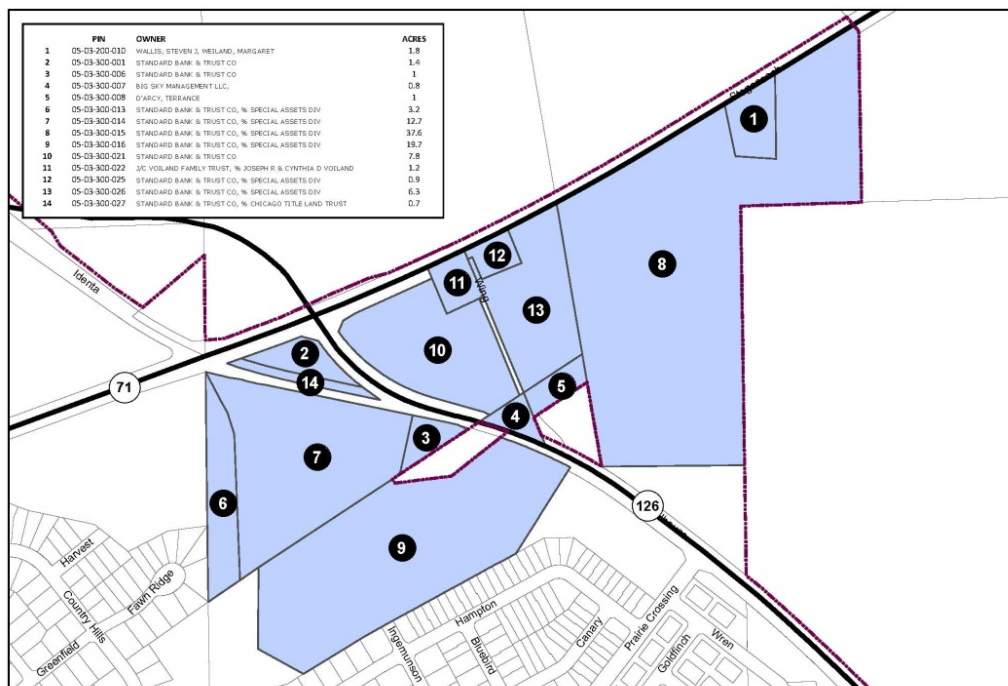 PIN OWNER ACRES
1 05-03-200-010 WALLIS, STEVEN J, WEILAND, MARGARET 1.8
2 05-03-300-001 STANDARD BANK & TRUST CO 1.4
3 05-03-300-006 STANDARD BANK & TRUST CO 1
4 05-03-300-007 BIG SKY MANAGEMENT LLC, 0.8
5 05-03-300-008 D'ARCY, TERRANCE 1
6 05-03-300-013 STANDARD BANK & TRUST CO, % SPECIAL ASSETS DIV 3.2
7 05-03-300-014 STANDARD BANK & TRUST CO, % SPECIAL ASSETS DIV 12.7
8 05-03-300-015 STANDARD BANK & TRUST CO, % SPECIAL ASSETS DIV 37.6
9 05-03-300-016 STANDARD BANK & TRUST CO, % SPECIAL ASSETS DIV 19.7
10 05-03-300-021 STANDARD BANK & TRUST CO 7.8
11 05-03-300-022 J/C VOILAND FAMILY TRUST, % JOSEPH R & CYNTHIA D VOILAND 1.2
12 05-03-300-025 STANDARD BANK & TRUST CO, % SPECIAL ASSETS DIV 0.9
13 05-03-300-026 STANDARD BANK & TRUST CO, % SPECIAL ASSETS DIV 6.3
14 05-03-300-027 STANDARD BANK & TRUST CO, % CHICAGO TITLE LAND TRUST 0.7
1
12
8
Identa
11
Wing
13
10
2
14
71
5
4
3
7
6
126
9
Harvest
Fawn Ridge
Country Hills
Greenfield
Hampton
Ingemunson
Bluebird
Canary
Prairie Crossing
Goldfinch
Wren